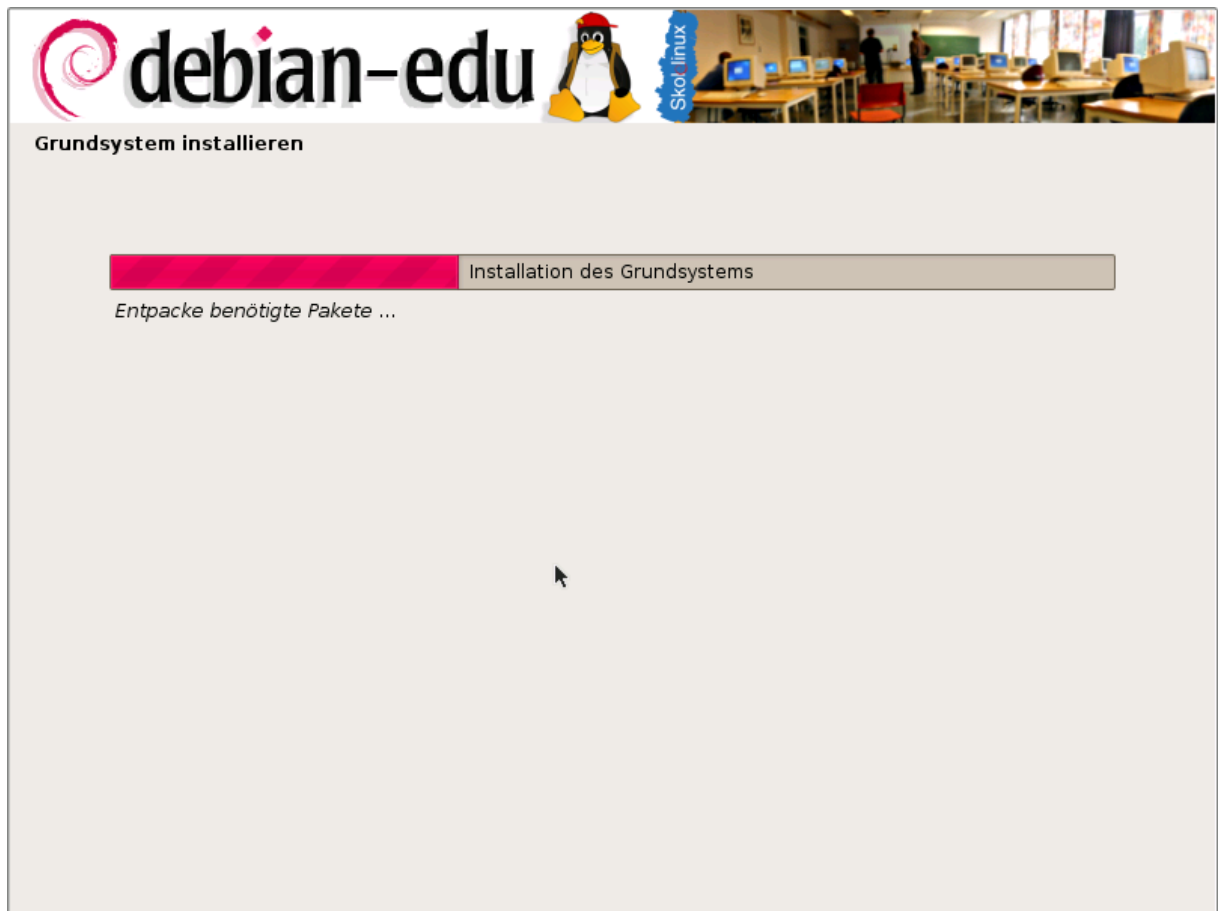 debian-edu
Skolelinux
Grundsystem installieren
Installation des Grundsystems
Entpacke benötigte Pakete ...